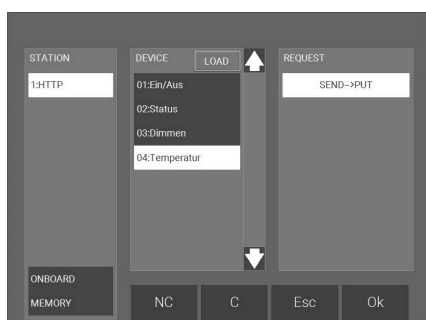 STATION
1:HTTP
ONBOARD
MEMORY
DEVICE
LOAD
01:Ein/Aus
02:Status
03:Dimmen
04:Temperatur
REQUEST
SEND->PUT
NC
C
Esc
Ok